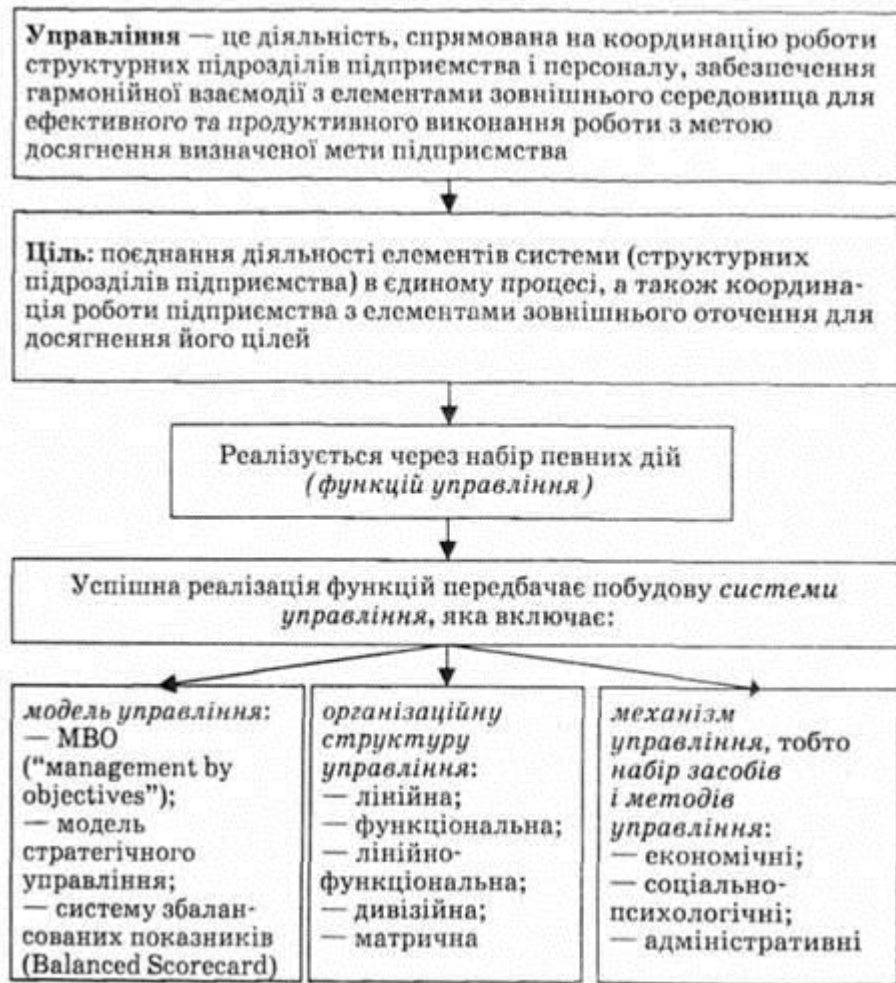 Управління — це діяльність, спрямована на координацію роботи
структурних підрозділів підприємства і персоналу, забезпечення
гармонійної взаємодії з елементами зовнішнього середовища для
ефективного та продуктивного виконання роботи з метою
досягнення визначеної мети підприємства
Ціль: поєднання діяльності елементів системи (структурних
підрозділів підприємства) в єдиному процесі, а також координа-
ція роботи підприємства з елементами зовнішнього оточення для
досягнення його цілей
Реалізується через набір певних дій
(функцій управління)
Успішна реалізація функцій передбачає побудову системи
управління, яка включає:
модель управління:
— МВО
(“management by
objectives”);
— модель
стратегічного
управління;
— систему збалан-
сованих показників
(Balanced Scorecard)
організаційну
структуру
управління:
— лінійна;
— функціональна;
— лінійно-
функціональна;
— дивізійна;
— матрична
механізм
управління, тобто
набір засобів
і методів
управління:
— економічні;
— соціально-
психологічні;
— адміністративні